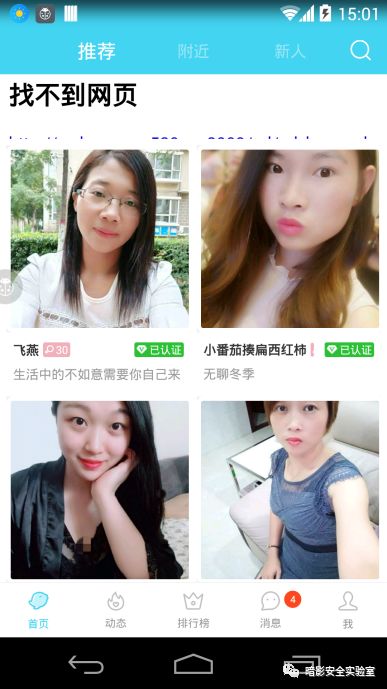 15:01
推荐
附近
新人
找不到网页
飞燕
30
已认证
小番茄揍扁西红柿
已认证
生活中的不如意需要你自己来
无聊冬季
首页
动态
排行榜
消息
4
我
暗影安全实验室